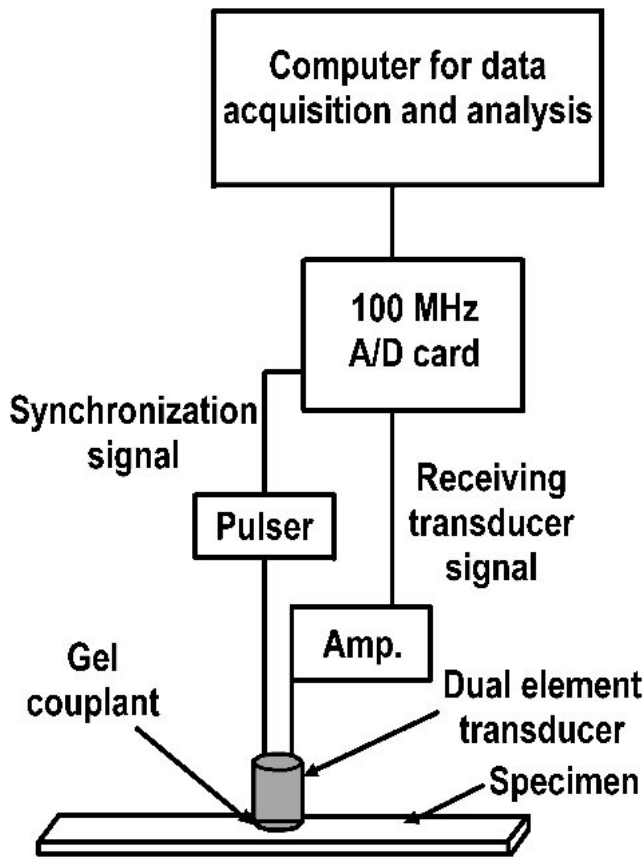 Computer for data
acquisition and analysis
100 MHz
A/D card
Synchronization
signal
Pulser
Receiving
transducer
signal
Amp.
Gel
couplant
Dual element
transducer
Specimen